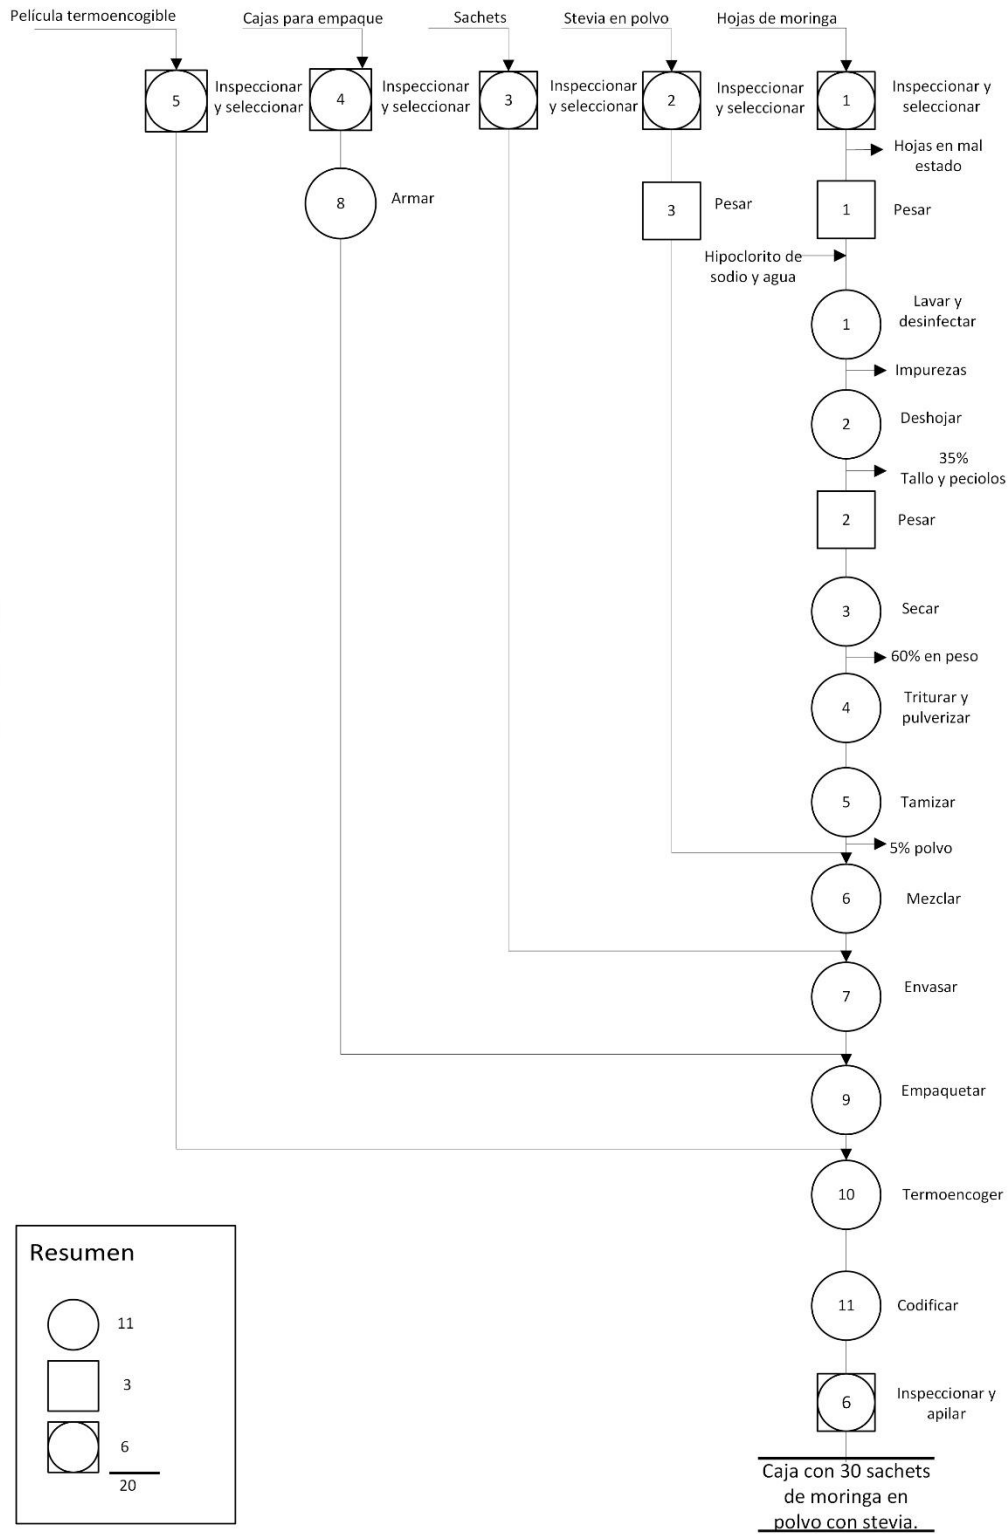 Película termoencogible
Cajas para empaque
Sachets
Stevia en polvo
Hojas de moringa
5
Inspeccionar
y seleccionar
4
Inspeccionar
y seleccionar
3
Inspeccionar
y seleccionar
2
Inspeccionar
y seleccionar
1
Inspeccionar y
seleccionar
Hojas en mal
estado
8
Armar
3
Pesar
1
Pesar
Hipoclorito de
sodio y agua
1
Lavar y
desinfectar
Impurezas
2
Deshojar
35%
Tallo y peciolos
2
Pesar
3
Secar
60% en peso
4
Triturar y
pulverizar
5
Tamizar
5% polvo
6
Mezclar
7
Envasar
9
Empaquetar
10
Termoencoger
11
Codificar
6
Inspeccionar y
apilar
Caja con 30 sachets
de moringa en
polvo con stevia.
Resumen
11
3
6
20